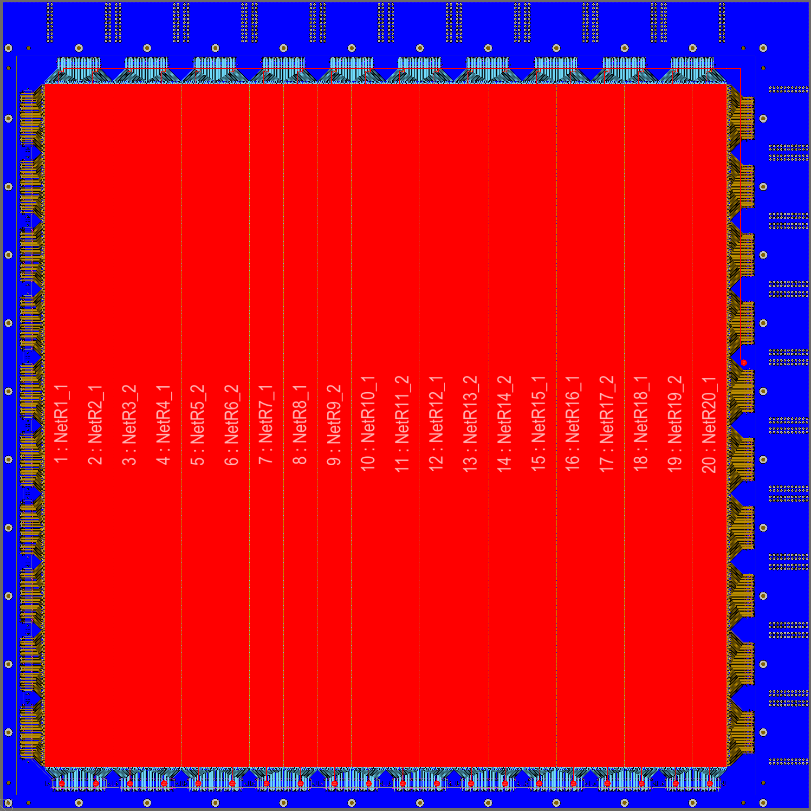 1 : NetR1_1
2 : NetR2_1
3 : NetR3_2
4 : NetR4_1
5 : NetR5_2
6 : NetR6_2
7 : NetR7_1
8 : NetR8_1
9 : NetR9_2
10 : NetR10_1
11 : NetR11_2
12 : NetR12_1
13 : NetR13_2
14 : NetR14_2
15 : NetR15_1
16 : NetR16_1
17 : NetR17_2
18 : NetR18_1
19 : NetR19_2
20 : NetR20_1